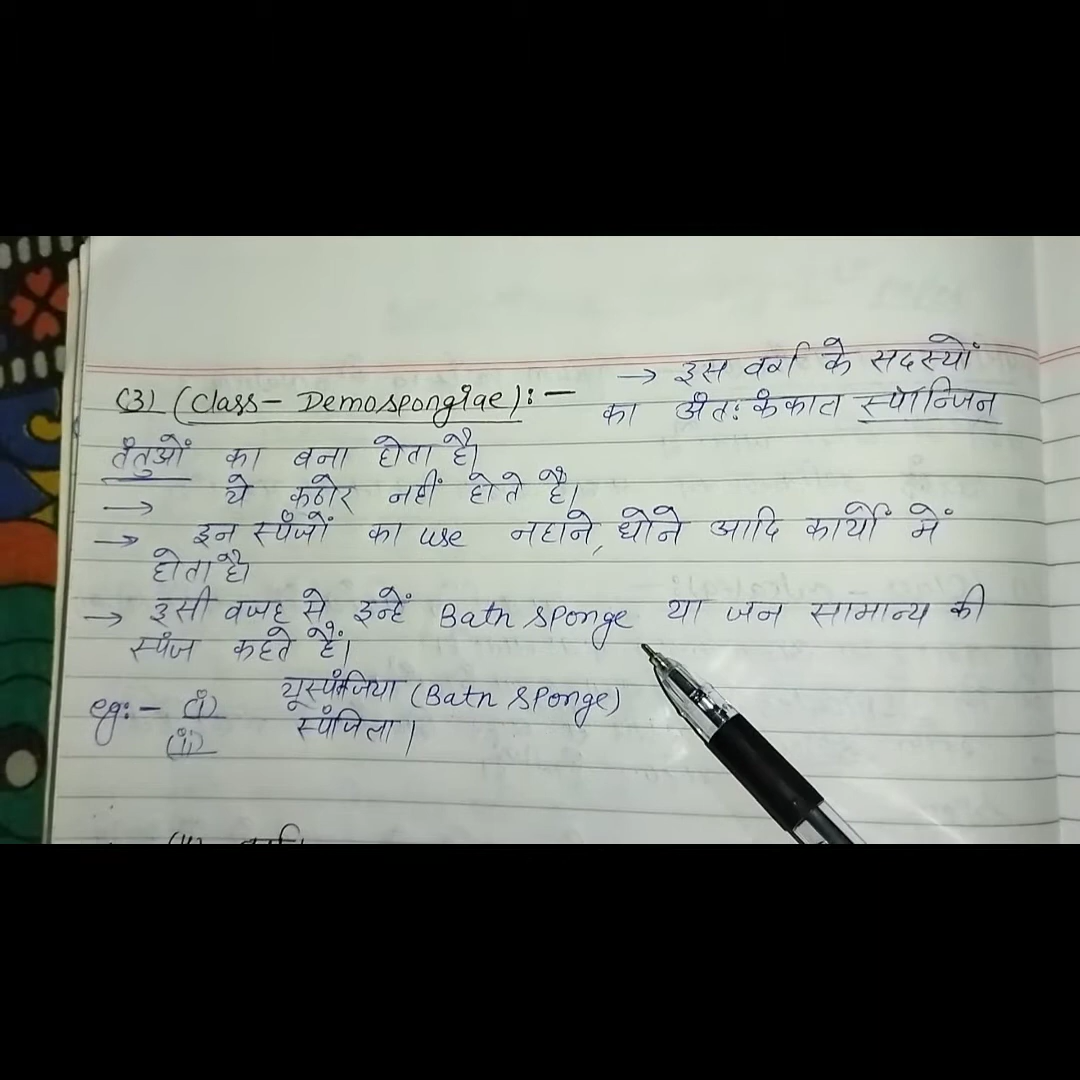 (3) (Class- Demospongiae):- → इस वर्ग के सदस्यों
का अंत: कंकाल स्पॉन्जिन
तंतुओं का बना होता है।
→ ये कठोर नहीं होते है।
→ इन स्पंजों का use नहाने, धोने आदि कार्यों में
होता है।
→ इसी वजह से इन्हें Bath sponge या जन सामान्य की
स्पंज कहते हैं।
eg:- (i) यूस्पंजिया (Bath sponge)
(ii) स्पंजिला।